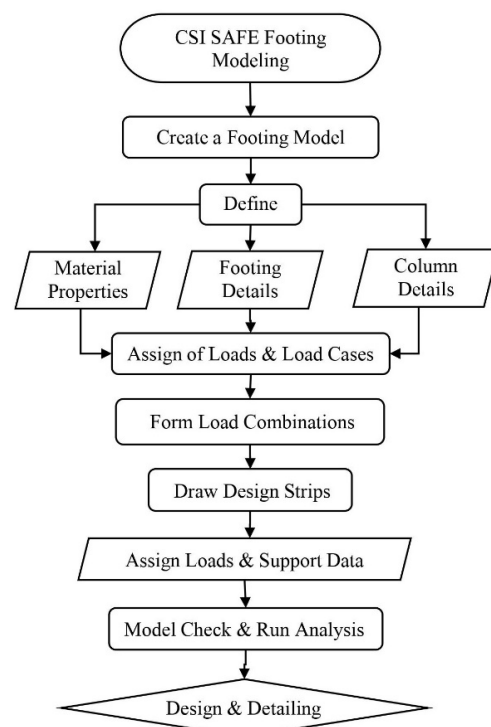 CSI SAFE Footing
Modeling
Create a Footing Model
Define
Material
Properties
Footing
Details
Column
Details
Assign of Loads & Load Cases
Form Load Combinations
Draw Design Strips
Assign Loads & Support Data
Model Check & Run Analysis
Design & Detailing